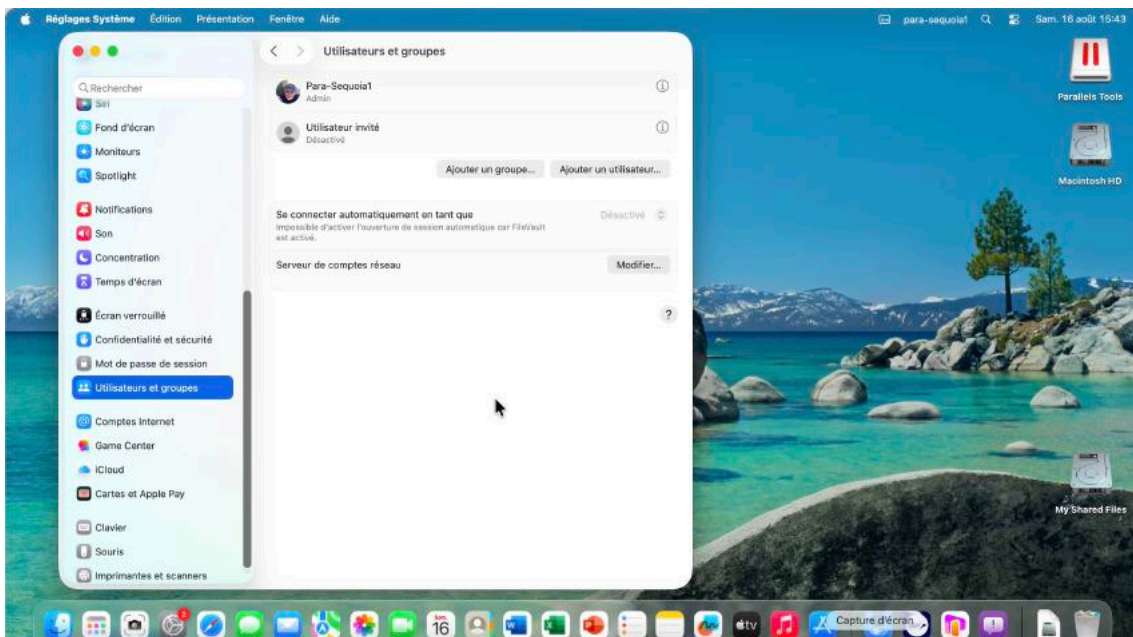 Réglages Système Édition Présentation Fenêtre Aide
para-sequoia1 Sam. 16 août 16:43
Utilisateurs et groupes
Rechercher
Siri
Fond d'écran
Moniteurs
Spotlight
Notifications
Son
Concentration
Temps d'écran
Écran verrouillé
Confidentialité et sécurité
Mot de passe de session
Utilisateurs et groupes
Comptes Internet
Game Center
iCloud
Cartes et Apple Pay
Clavier
Souris
Imprimantes et scanners
Para-Sequoia1
Admin
Utilisateur invité
Désactivé
Ajouter un groupe... Ajouter un utilisateur...
Se connecter automatiquement en tant que Désactivé
Impossible d'activer l'ouverture de session automatique car FileVault
est activé.
Serveur de comptes réseau Modifier...
?
Parallels Tools
Macintosh HD
My Shared Files
16
tv
Capture d'écran